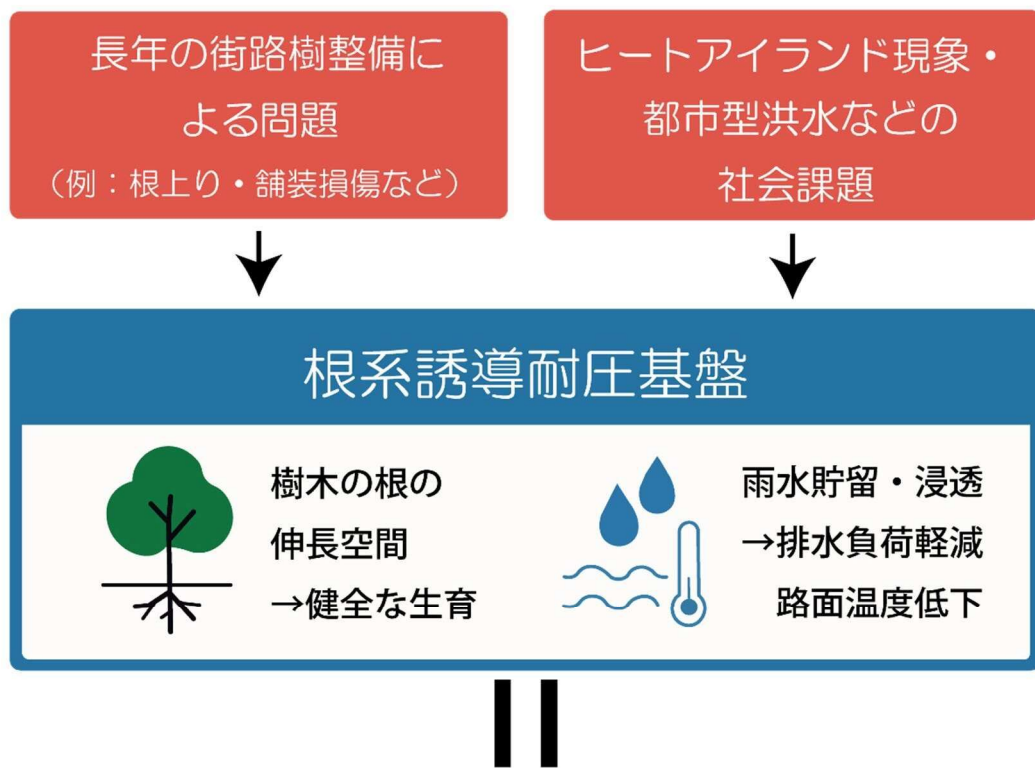 長年の街路樹整備に
よる問題
（例：根上り・舗装損傷など）
ヒートアイランド現象・
都市型洪水などの
社会課題
根系誘導耐圧基盤
樹木の根の
伸長空間
→健全な生育
雨水貯留・浸透
→排水負荷軽減
路面温度低下